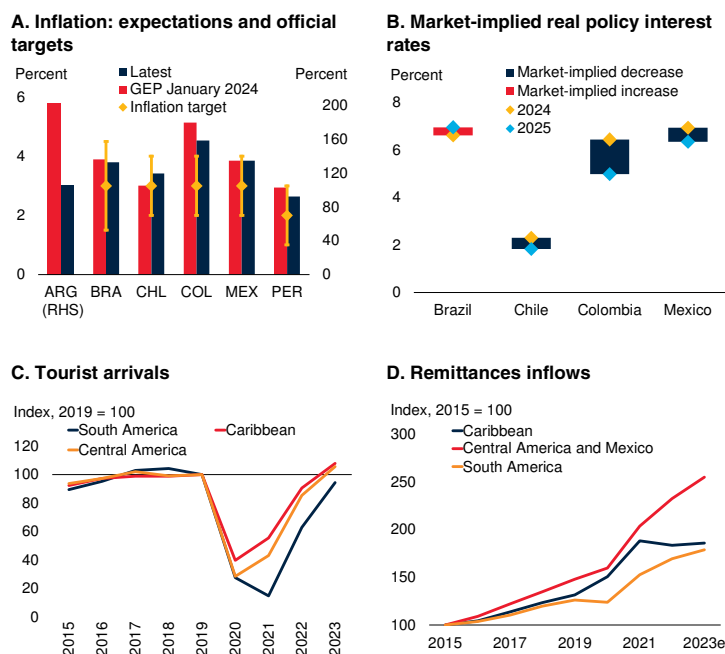 A. Inflation: expectations and official
targets
Percent
Percent
Latest
GEP January 2024
Inflation target
6
4
2
0
200
160
120
80
40
0
ARG
(RHS)
BRA
CHL
COL
MEX
PER
B. Market-implied real policy interest
rates
Percent
Market-implied decrease
Market-implied increase
2024
2025
8
6
4
2
0
Brazil
Chile
Colombia
Mexico
C. Tourist arrivals
Index, 2019 = 100
South America
Caribbean
Central America
120
100
80
60
40
20
0
2015
2016
2017
2018
2019
2020
2021
2022
2023
D. Remittances inflows
Index, 2015 = 100
Caribbean
Central America and Mexico
South America
300
250
200
150
100
2015
2017
2019
2021
2023e